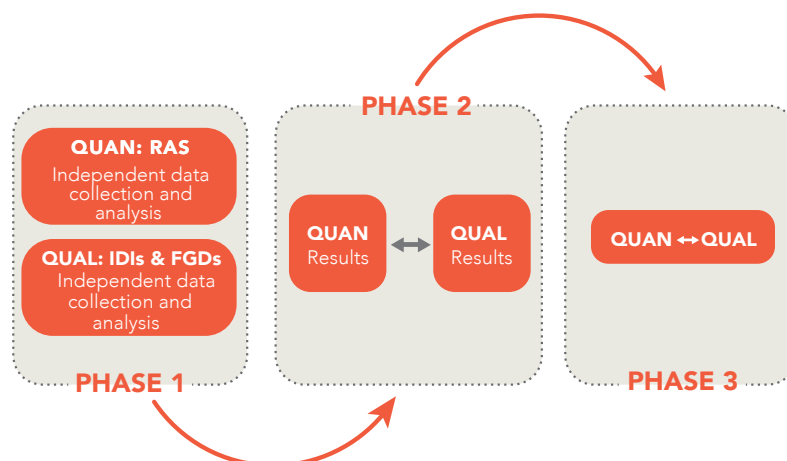 QUAN: RAS
Independent data
collection and
analysis
QUAL: IDIs & FGDs
Independent data
collection and
analysis
PHASE 1
PHASE 2
QUAN
Results
QUAL
Results
QUAN
QUAL
PHASE 3